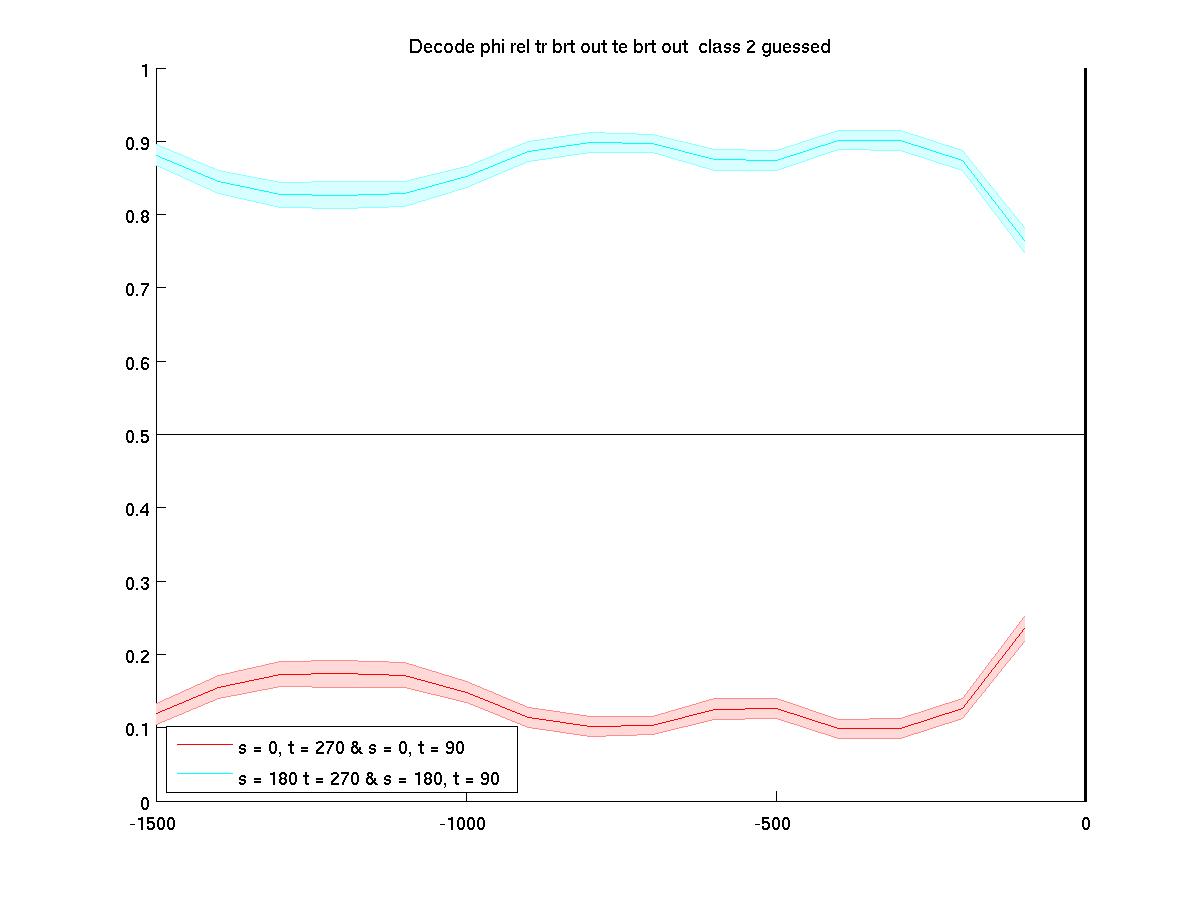 Decode phi rel tr brt out te brt out  class 2 guessed
1
0.9
0.8
0.7
0.6
0.5
0.4
0.3
0.2
0.1
0
s = 0, t = 270 & s = 0, t = 90
s = 180 t = 270 & s = 180, t = 90
-1500 -1000 -500 0